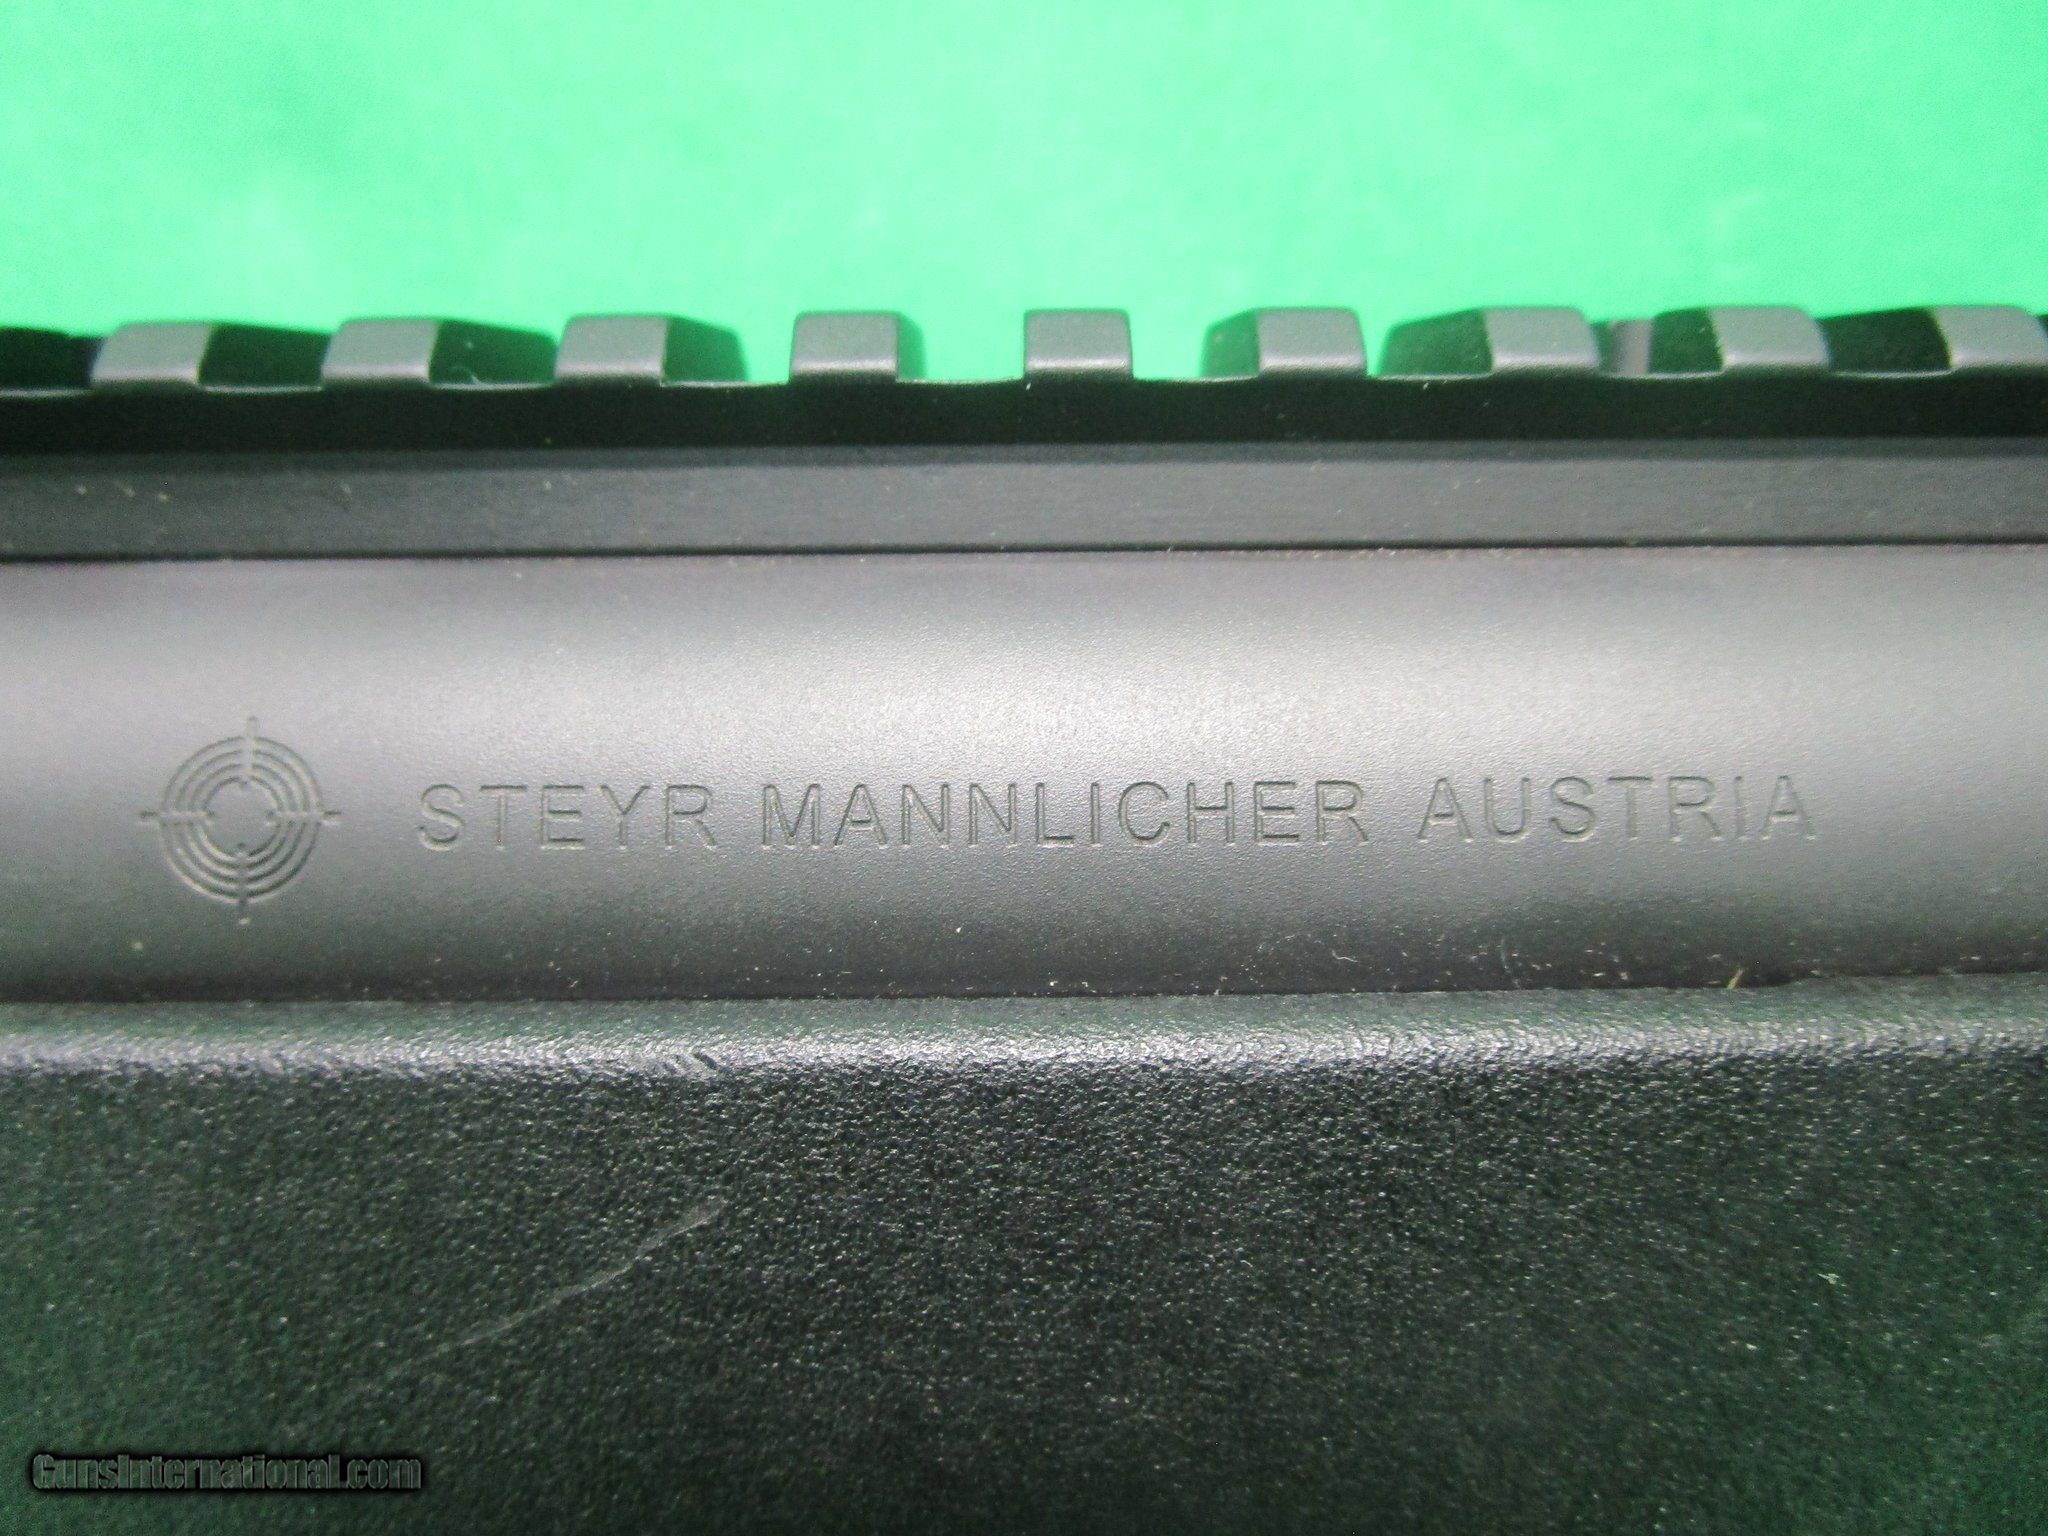 STEYR MANNLICHER AUSTRIA
GunsInternational.com